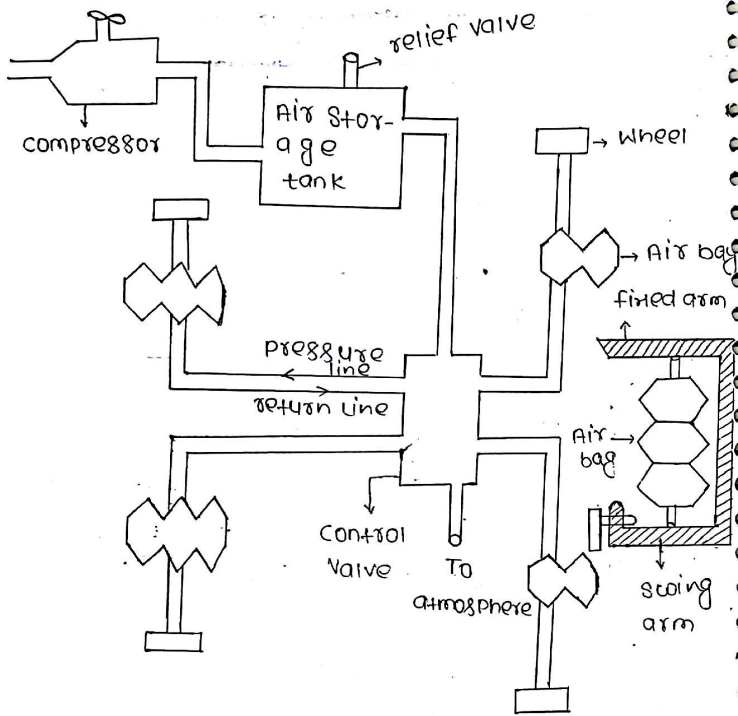 relief valve
compressor
Air Stor-
age
tank
wheel
Air bag
fixed arm
pressure
line
return line
Air
bag
Control
Valve
To
atmosphere
swing
arm